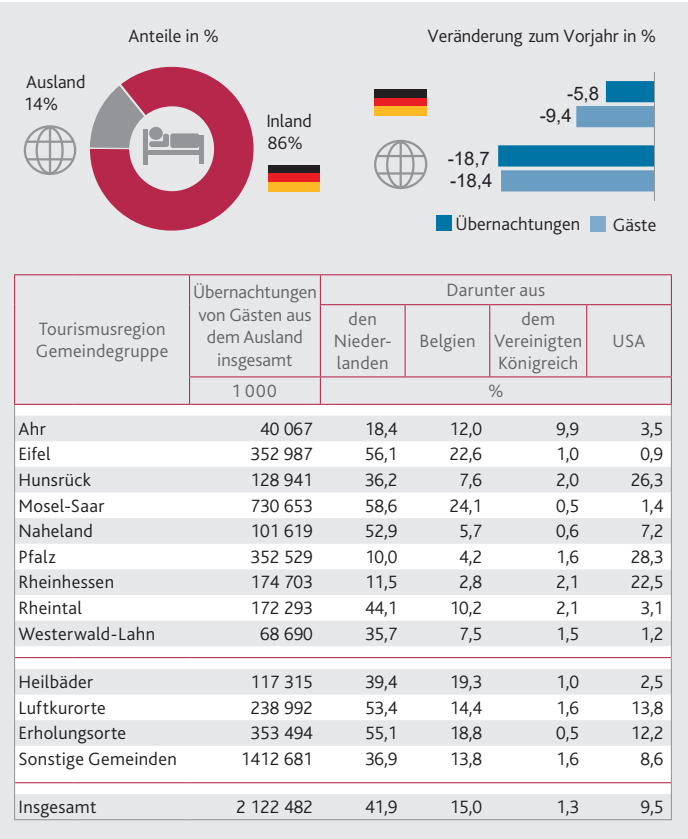 Anteile in %
Veränderung zum Vorjahr in %
Ausland
14%
Inland
86%
-5,8
-9,4
-18,7
-18,4
Übernachtungen Gäste
Tourismusregion
Gemeindegruppe
Übernachtungen
von Gästen aus
dem Ausland
insgesamt
Darunter aus
den
Nieder-
landen
Belgien
dem
Vereinigten
Königreich
USA
1 000
%
Ahr 40 067 18,4 12,0 9,9 3,5
Eifel 352 987 56,1 22,6 1,0 0,9
Hunsrück 128 941 36,2 7,6 2,0 26,3
Mosel-Saar 730 653 58,6 24,1 0,5 1,4
Naheland 101 619 52,9 5,7 0,6 7,2
Pfalz 352 529 10,0 4,2 1,6 28,3
Rheinhessen 174 703 11,5 2,8 2,1 22,5
Rheintal 172 293 44,1 10,2 2,1 3,1
Westerwald-Lahn 68 690 35,7 7,5 1,5 1,2
Heilbäder 117 315 39,4 19,3 1,0 2,5
Luftkurorte 238 992 53,4 14,4 1,6 13,8
Erholungsorte 353 494 55,1 18,8 0,5 12,2
Sonstige Gemeinden 1412 681 36,9 13,8 1,6 8,6
Insgesamt 2 122 482 41,9 15,0 1,3 9,5